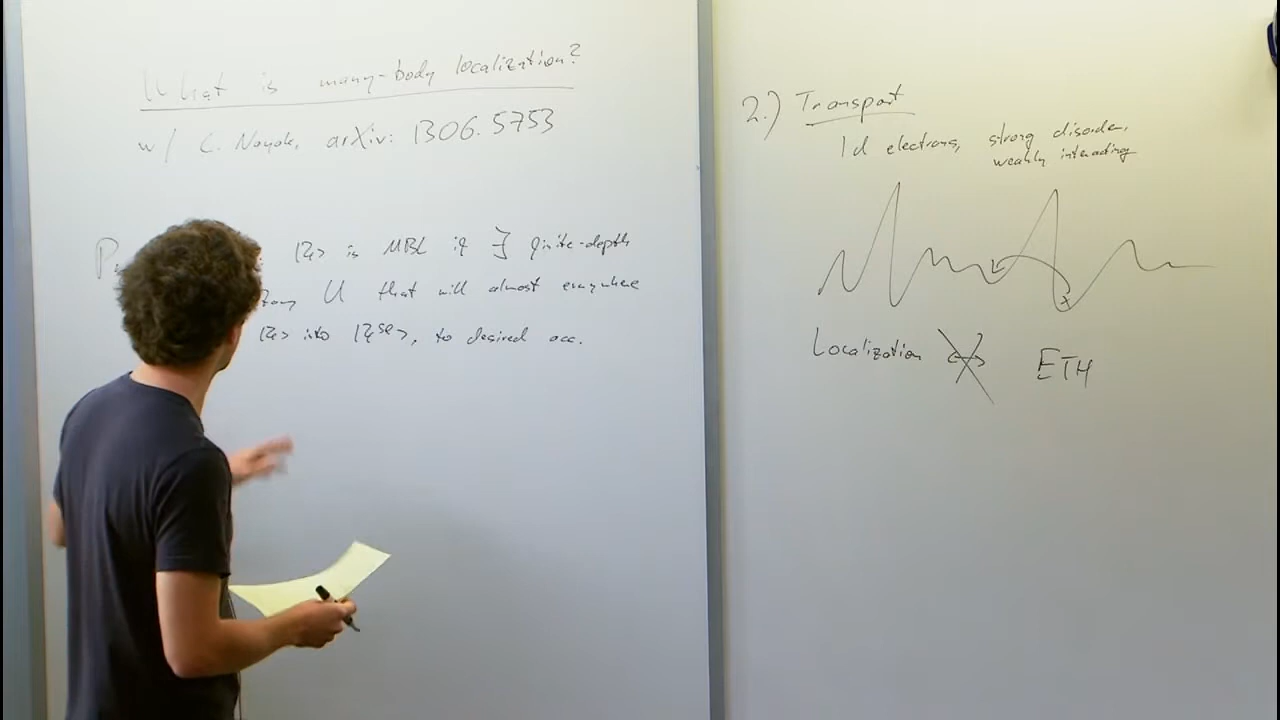 What is many-body localization?
w/ C. Nayak, arXiv: 1306.5753
|ψ> is MBL if ∃ finite-depth
U that will almost everywhere
|ψ> into |ψˢᵉ>, to desired acc.
2.) Transport
1d electrons, strong disorder,
weakly interacting
Localization ETH